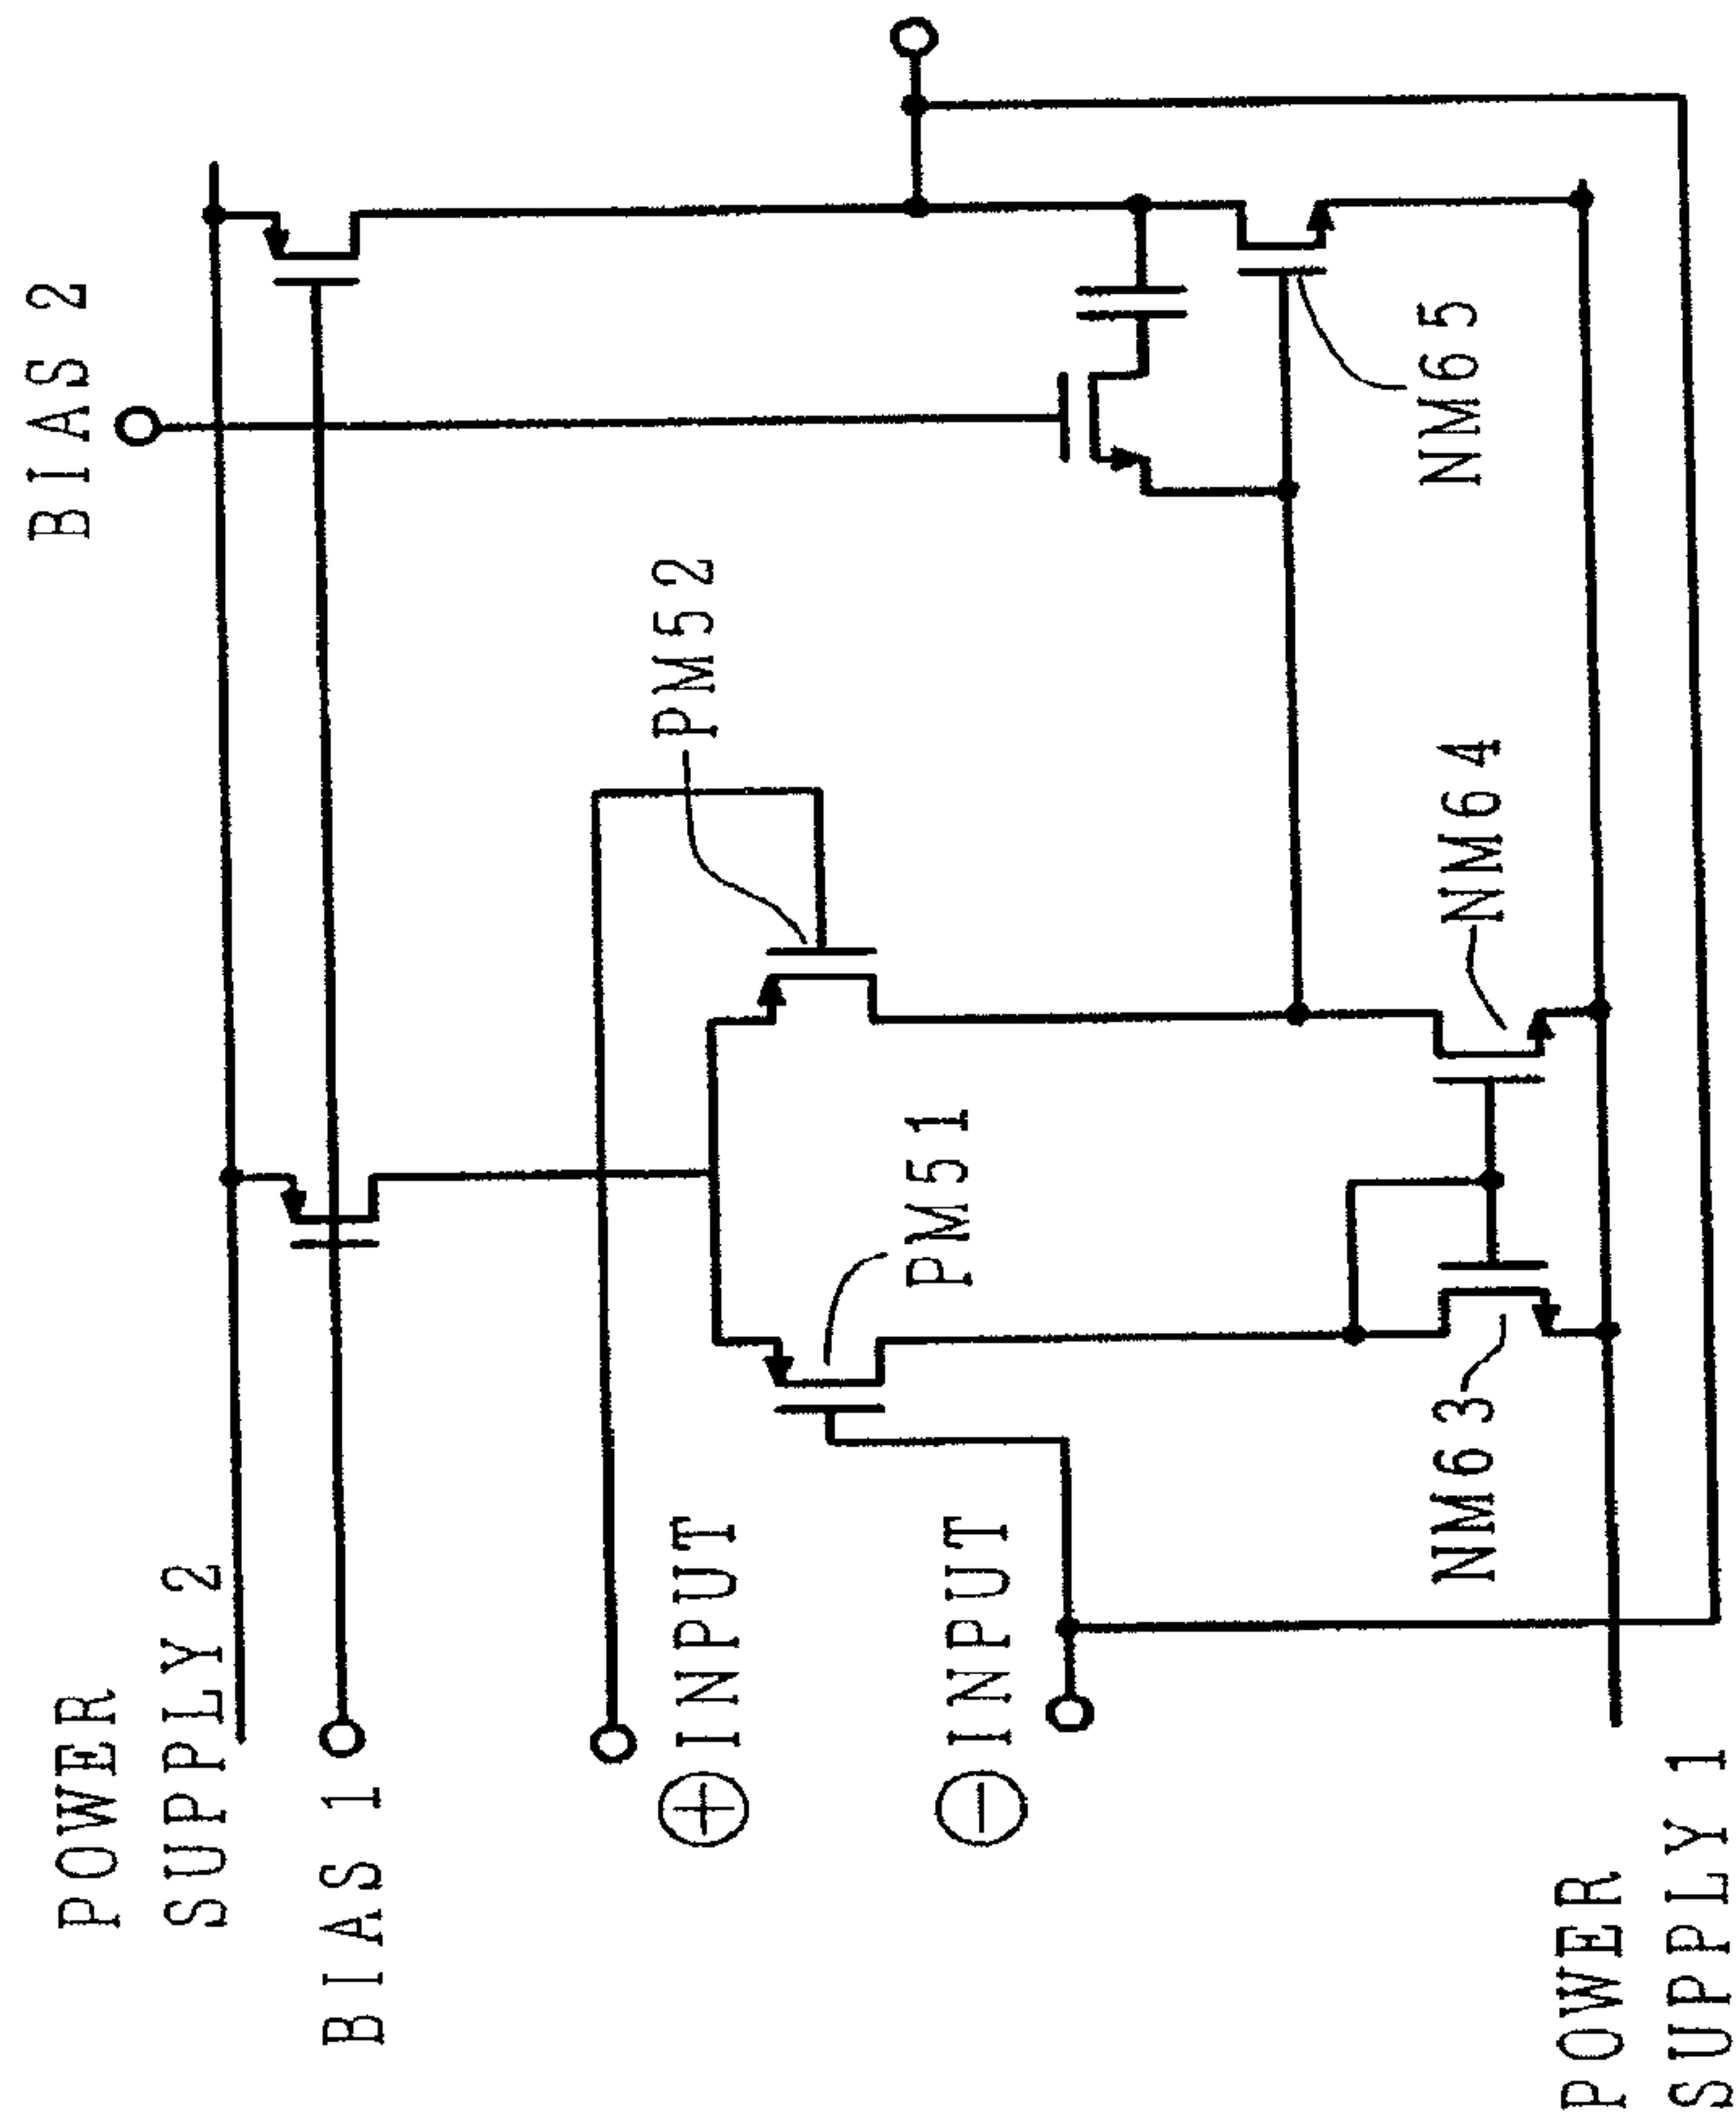 POWER
SUPPLY 2
BIAS 1
BIAS 2
⊕INPUT
⊖INPUT
PM52
PM51
NM65
NM64
NM63
POWER
SUPPLY 1